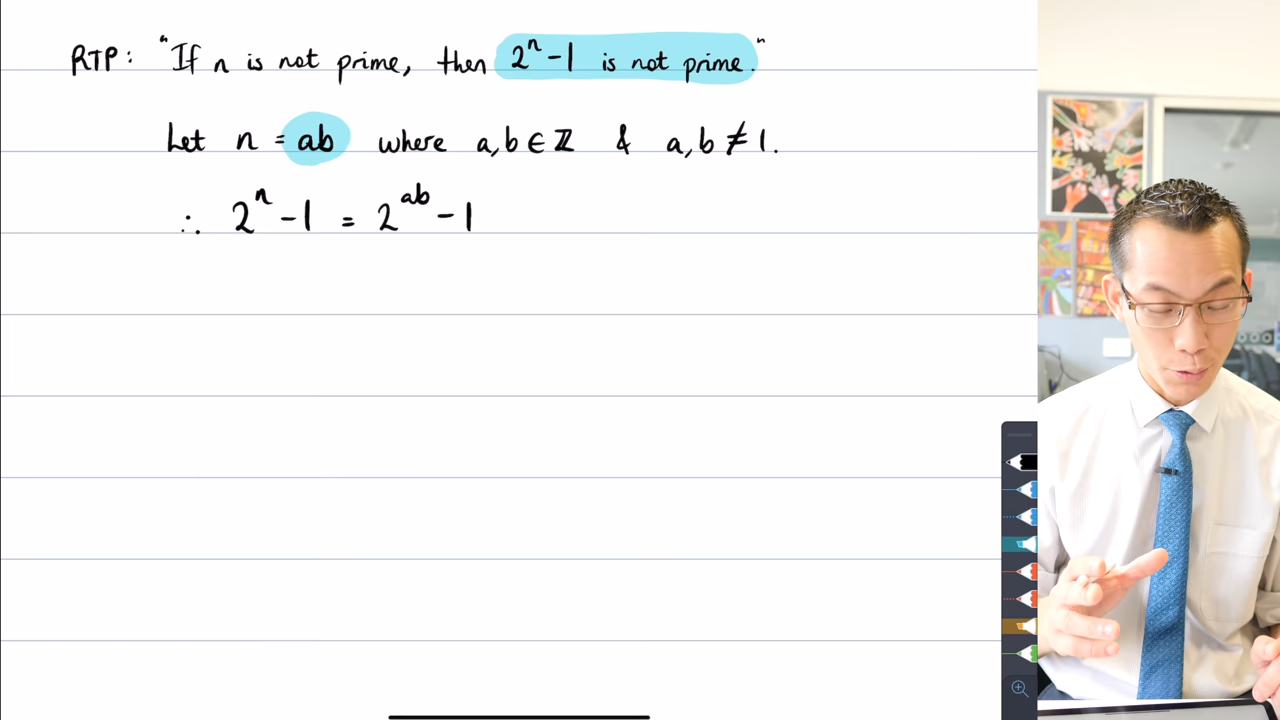 RTP: "If n is not prime, then 2ⁿ-1 is not prime."
Let n = ab where a,b ∈ ℤ & a,b ≠ 1.
∴ 2ⁿ-1 = 2ᵃᵇ-1